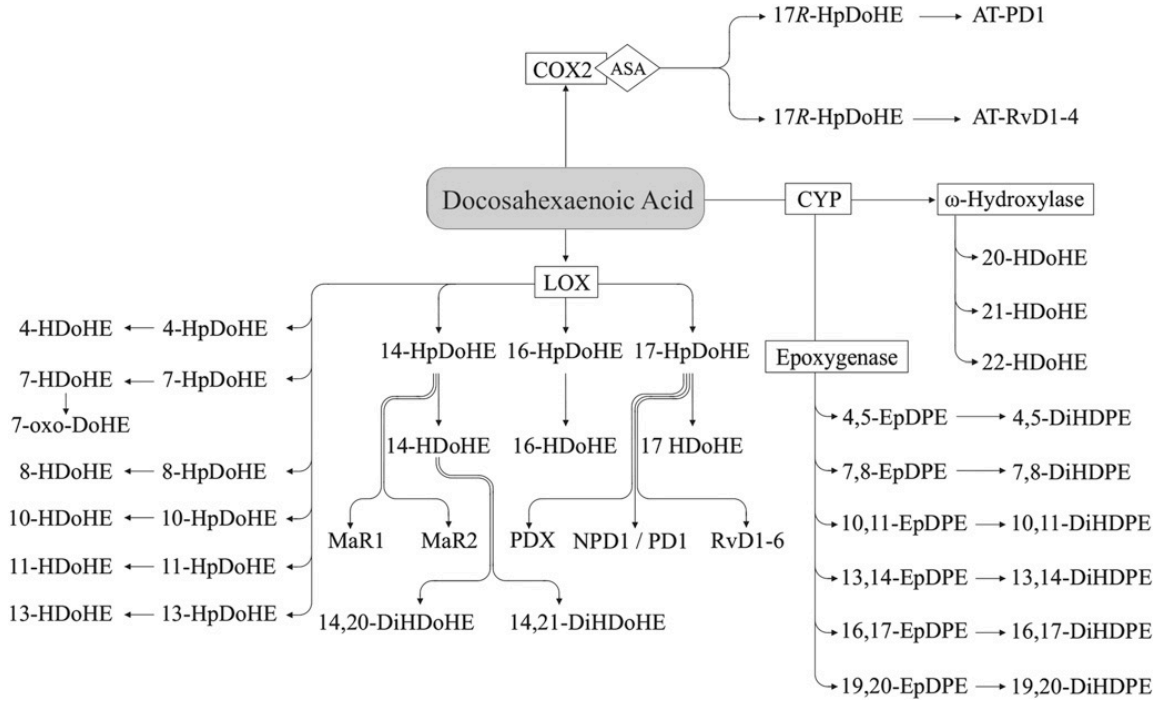 17R-HpDoHE AT-PD1
COX2 ASA
17R-HpDoHE AT-RvD1-4
Docosahexaenoic Acid CYP ω-Hydroxylase
20-HDoHE
LOX
21-HDoHE
4-HDoHE 4-HpDoHE
14-HpDoHE 16-HpDoHE 17-HpDoHE Epoxygenase 22-HDoHE
7-HDoHE 7-HpDoHE
7-oxo-DoHE 4,5-EpDPE 4,5-DiHDPE
14-HDoHE 16-HDoHE 17 HDoHE
8-HDoHE 8-HpDoHE 7,8-EpDPE 7,8-DiHDPE
10-HDoHE 10-HpDoHE 10,11-EpDPE 10,11-DiHDPE
MaR1 MaR2 PDX NPD1 / PD1 RvD1-6
11-HDoHE 11-HpDoHE 13,14-EpDPE 13,14-DiHDPE
13-HDoHE 13-HpDoHE
14,20-DiHDoHE 14,21-DiHDoHE 16,17-EpDPE 16,17-DiHDPE
19,20-EpDPE 19,20-DiHDPE